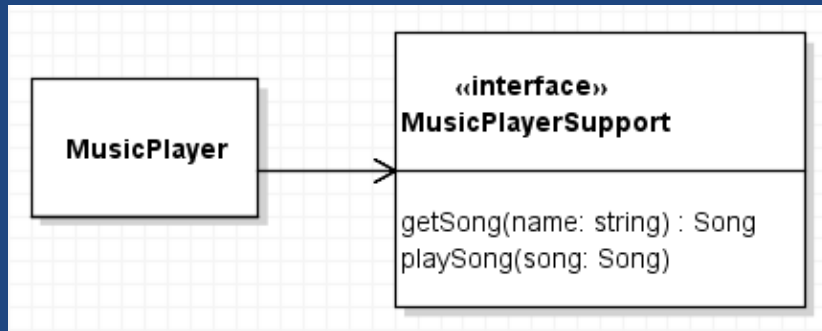 MusicPlayer
«interface»
MusicPlayerSupport
getSong(name: string) : Song
playSong(song: Song)